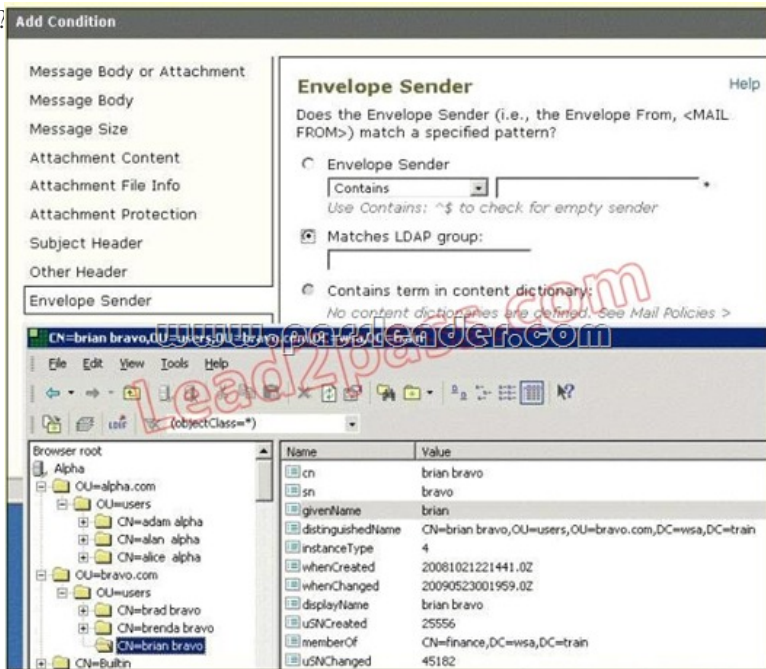 ?
Add Condition
Message Body or Attachment
Message Body
Message Size
Attachment Content
Attachment File Info
Attachment Protection
Subject Header
Other Header
Envelope Sender
Envelope Sender
Help
Does the Envelope Sender (i.e., the Envelope From, <MAIL
FROM>) match a specified pattern?
Envelope Sender
Contains
*
Use Contains: ^$ to check for empty sender
Matches LDAP group:
Contains term in content dictionary:
No content dictionaries are defined. See Mail Policies >
www.passleader.com
Lead2pass.com
CN=brian bravo,OU=users,OU=bravo.com,DC=wsa,DC=train
File Edit View Tools Help
LDIF
(objectClass=*)
Browser root
Alpha
OU=alpha.com
OU=users
CN=adam alpha
CN=alan alpha
CN=alice alpha
OU=bravo.com
OU=users
CN=brad bravo
CN=brenda bravo
CN=brian bravo
CN=Builtin
Name Value
cn brian bravo
sn bravo
givenName brian
distinguishedName CN=brian bravo,OU=users,OU=bravo.com,DC=wsa,DC=train
instanceType 4
whenCreated 20081021221441.0Z
whenChanged 20090523001959.0Z
displayName brian bravo
uSNCreated 25556
memberOf CN=finance,DC=wsa,DC=train
uSNChanged 45182